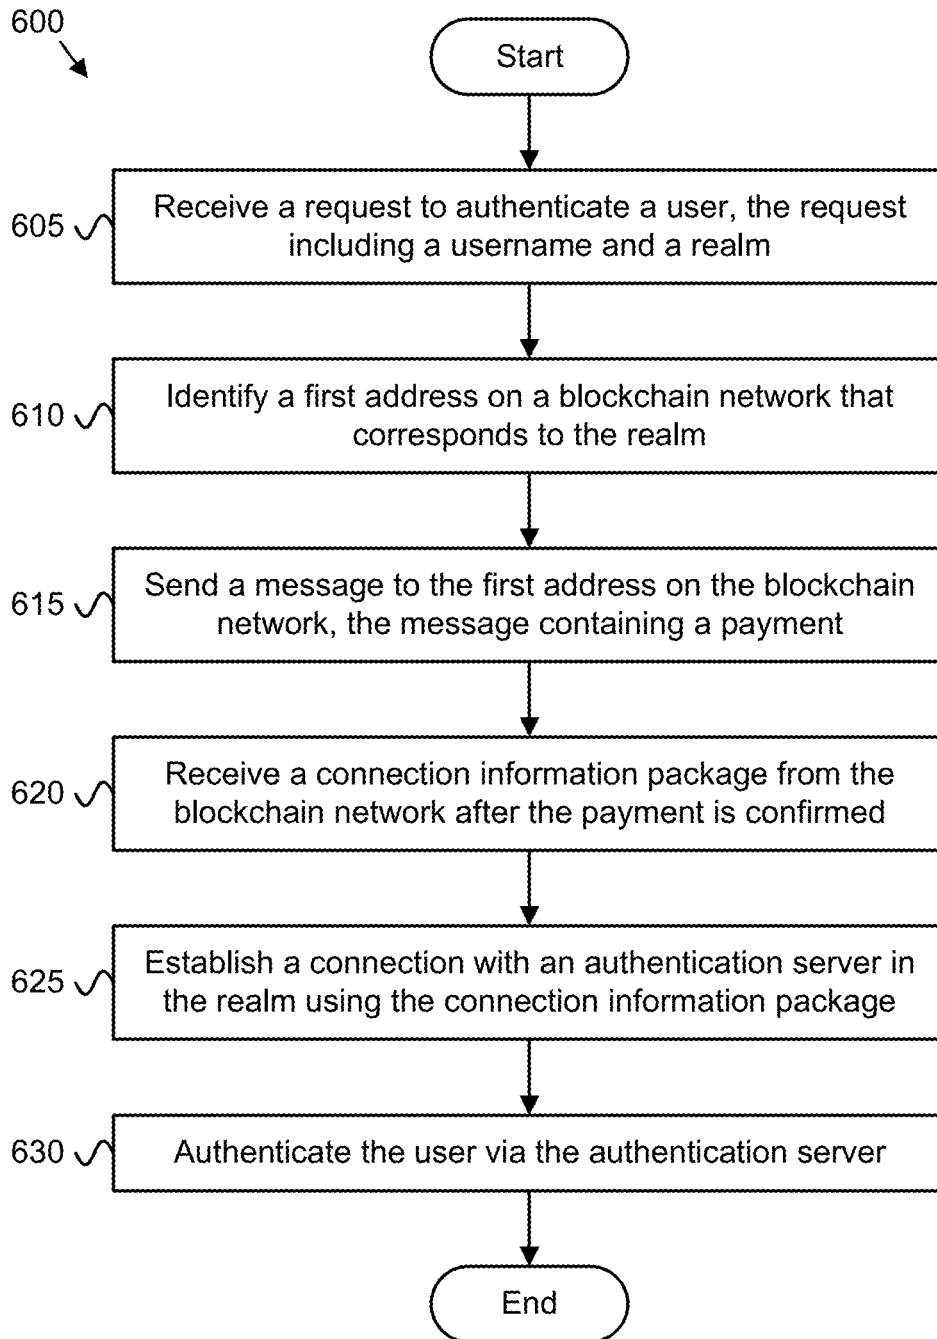 600
Start
605
Receive a request to authenticate a user, the request
including a username and a realm
610
Identify a first address on a blockchain network that
corresponds to the realm
615
Send a message to the first address on the blockchain
network, the message containing a payment
620
Receive a connection information package from the
blockchain network after the payment is confirmed
625
Establish a connection with an authentication server in
the realm using the connection information package
630
Authenticate the user via the authentication server
End